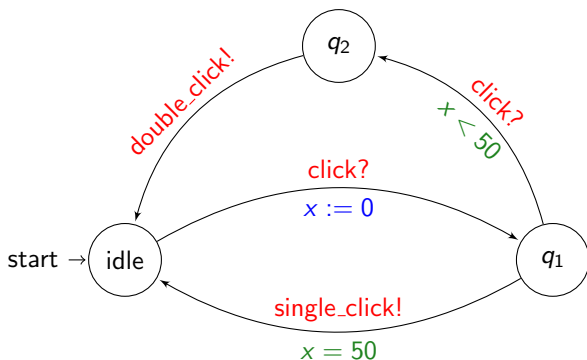 q2
double_click!
click?
x < 50
click?
x := 0
start
idle
q1
single_click!
x = 50